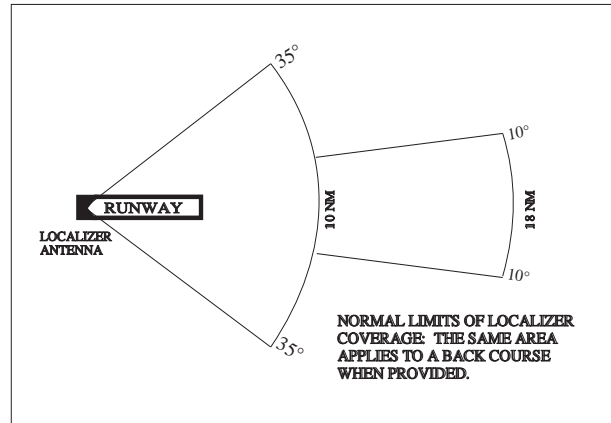 35°
10°
RUNWAY
10 NM
18 NM
LOCALIZER
ANTENNA
10°
35°
NORMAL LIMITS OF LOCALIZER
COVERAGE: THE SAME AREA
APPLIES TO A BACK COURSE
WHEN PROVIDED.